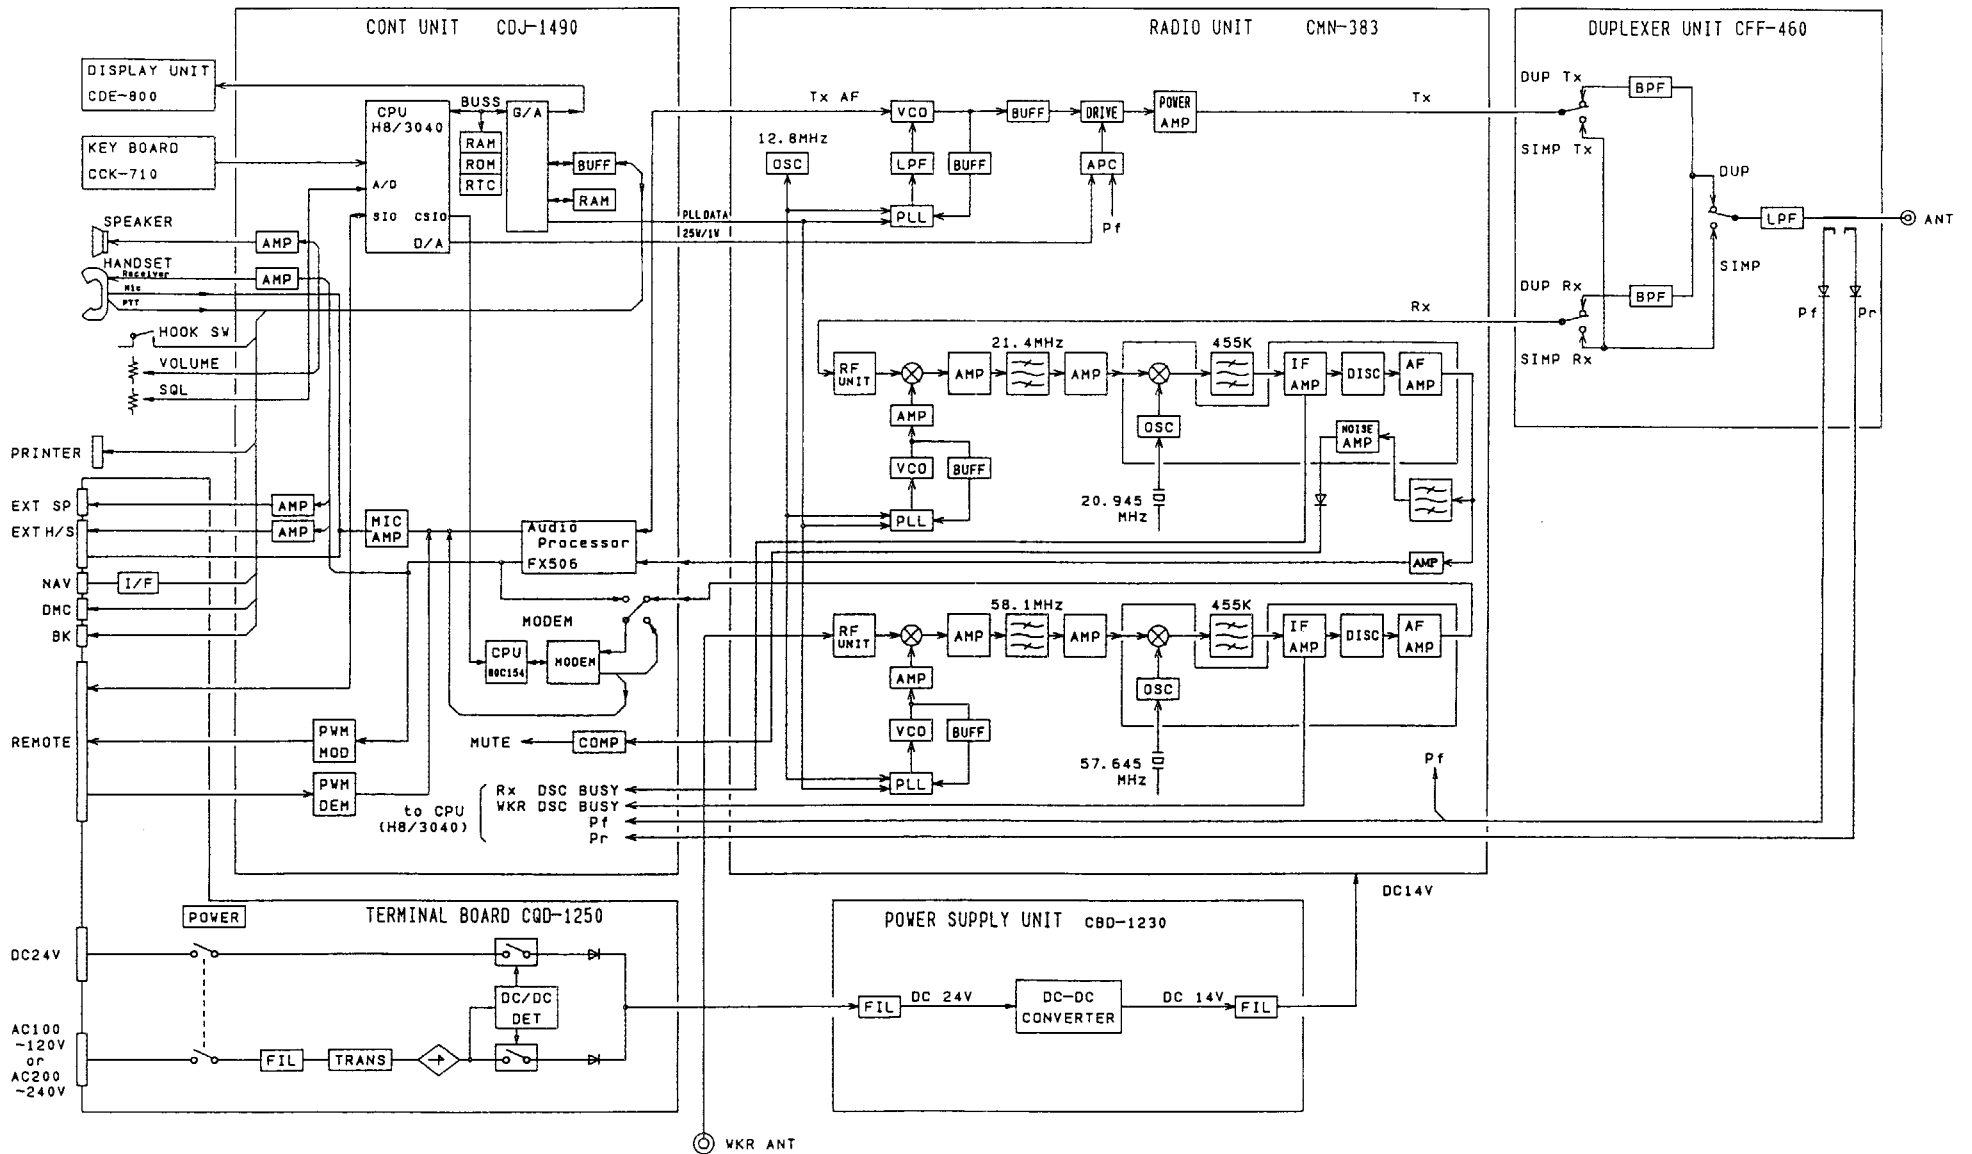 CONT UNIT CDJ-1490
RADIO UNIT CMN-383
DUPLEXER UNIT CFF-460
DISPLAY UNIT
CDE-800
KEY BOARD
CCK-710
CPU
H8/3040
A/D
SIO
CSIO
D/A
BUSS
G/A
RAM
ROM
RTC
BUFF
RAM
PLL DATA
25W/1W
SPEAKER
AMP
HANDSET
Receiver
Mic
PTT
AMP
HOOK SW
VOLUME
SQL
PRINTER
EXT SP
AMP
EXT H/S
AMP
NAV
I/F
DMC
BK
REMOTE
MIC
AMP
Audio
Processor
FX506
MODEM
CPU
80C154
MODEM
PWM
MOD
PWM
DEM
MUTE
COMP
to CPU
(H8/3040)
Rx DSC BUSY
WKR DSC BUSY
Pf
Pr
Tx AF
12.8MHz
OSC
VCO
LPF
PLL
BUFF
BUFF
DRIVE
APC
Pf
POWER
AMP
Tx
Rx
RF
UNIT
AMP
21.4MHz
AMP
455K
IF
AMP
DISC
AF
AMP
AMP
VCO
BUFF
PLL
OSC
20.945
MHz
NOISE
AMP
AMP
RF
UNIT
AMP
58.1MHz
AMP
455K
IF
AMP
DISC
AF
AMP
AMP
VCO
BUFF
PLL
OSC
57.645
MHz
Pf
DUP Tx
SIMP Tx
BPF
DUP
SIMP
LPF
ANT
DUP Rx
SIMP Rx
BPF
Pf
Pr
DC14V
TERMINAL BOARD CQD-1250
POWER
DC24V
DC/DC
DET
AC100
~120V
or
AC200
~240V
FIL
TRANS
POWER SUPPLY UNIT CBD-1230
FIL
DC 24V
DC-DC
CONVERTER
DC 14V
FIL
WKR ANT